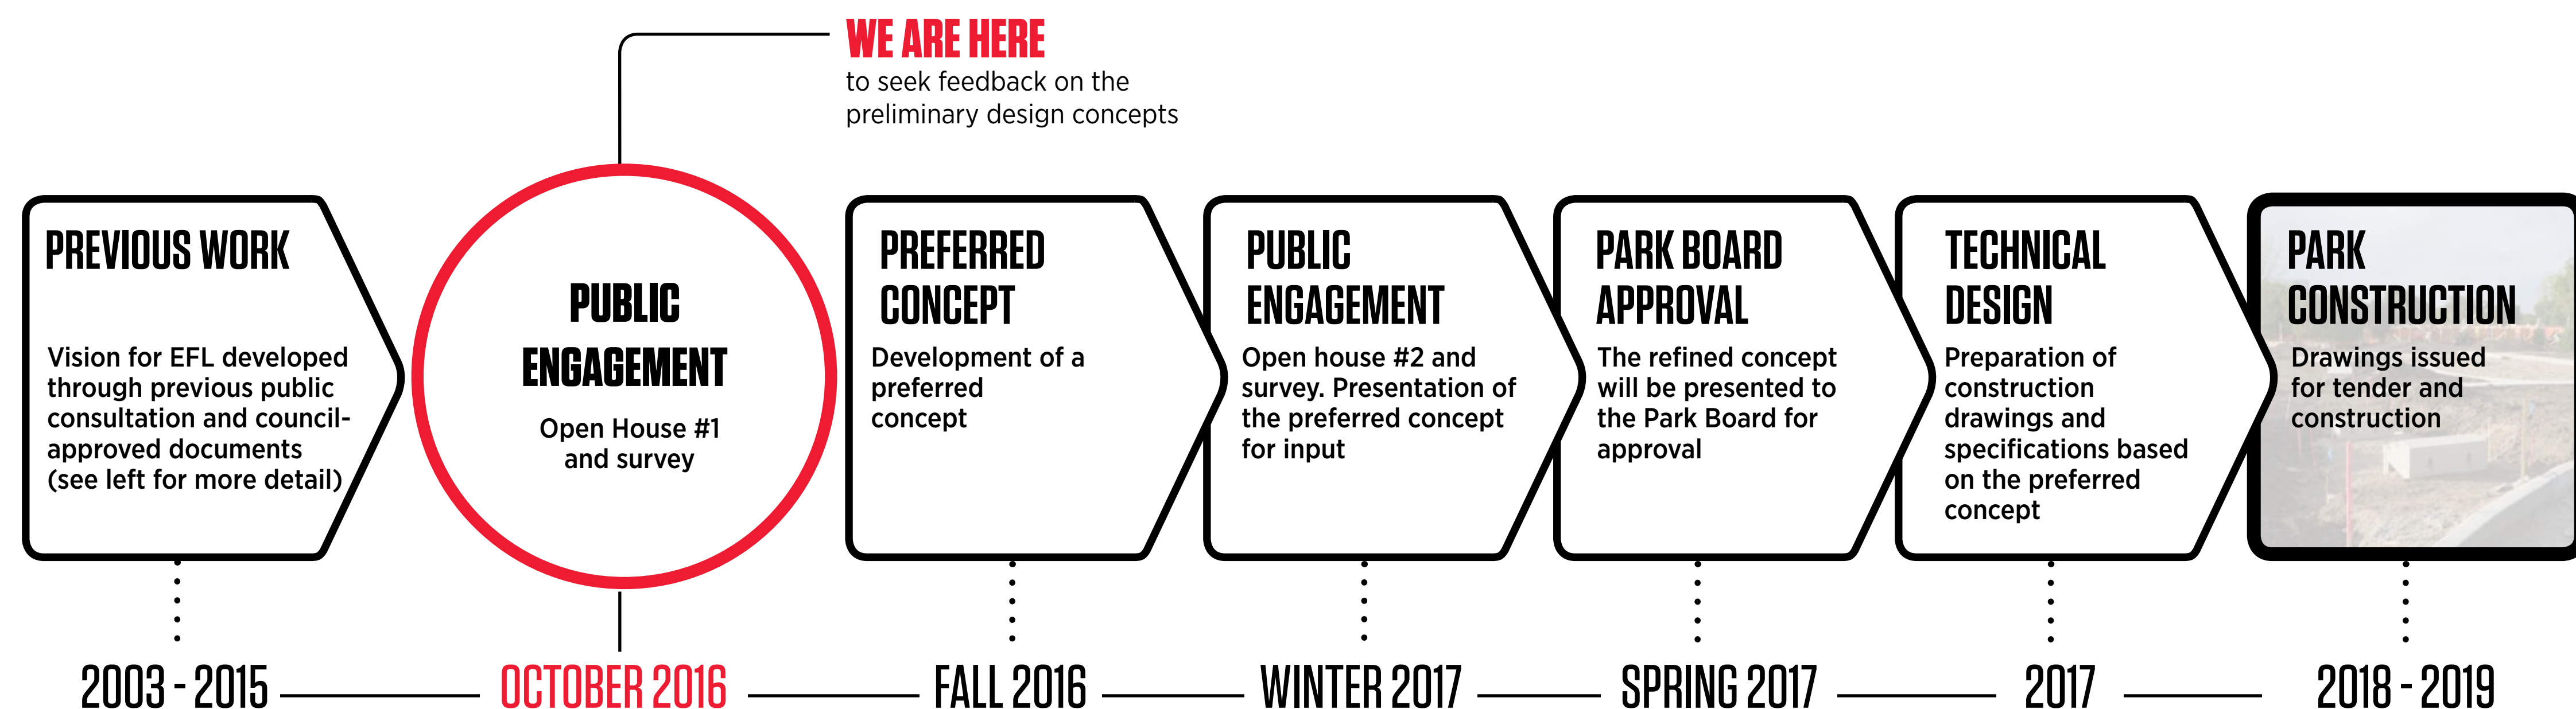 WE ARE HERE
to seek feedback on the
preliminary design concepts
PREVIOUS WORK
Vision for EFL developed
through previous public
consultation and council-
approved documents
(see left for more detail)
2003 - 2015
PUBLIC
ENGAGEMENT
Open House #1
and survey
OCTOBER 2016
PREFERRED
CONCEPT
Development of a
preferred
concept
FALL 2016
PUBLIC
ENGAGEMENT
Open house #2 and
survey. Presentation of
the preferred concept
for input
WINTER 2017
PARK BOARD
APPROVAL
The refined concept
will be presented to
the Park Board for
approval
SPRING 2017
TECHNICAL
DESIGN
Preparation of
construction
drawings and
specifications based
on the preferred
concept
2017
PARK
CONSTRUCTION
Drawings issued
for tender and
construction
2018 - 2019